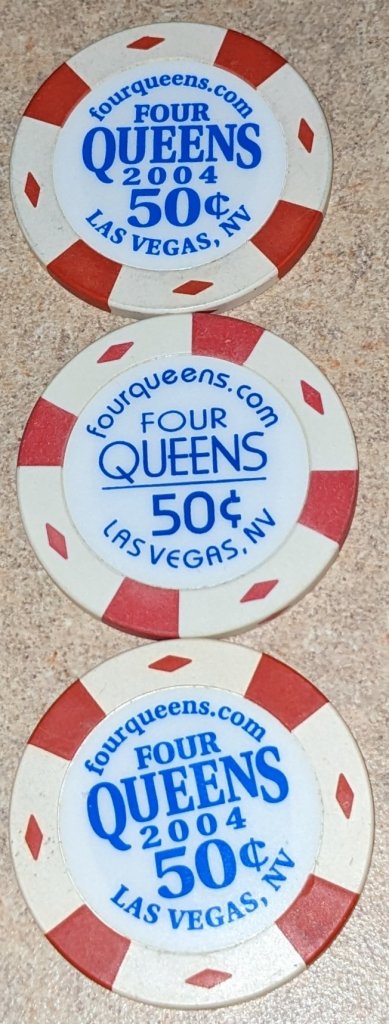 fourqueens.com
FOUR
QUEENS
2004
50¢
LAS VEGAS, NV
fourqueens.com
FOUR
QUEENS
50¢
LAS VEGAS, NV
fourqueens.com
FOUR
QUEENS
2004
50¢
LAS VEGAS, NV